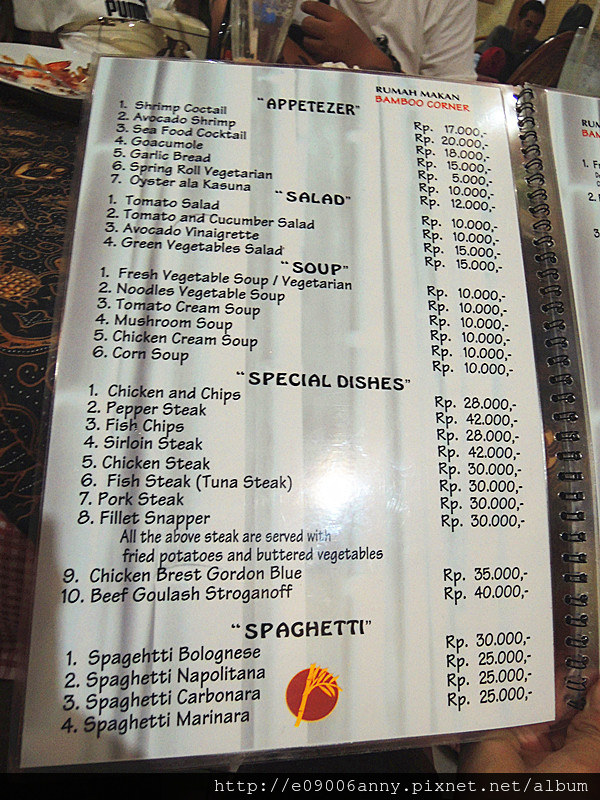 PUMA
RUMAH MAKAN
BAMBOO CORNER
"APPETEZER"
1. Shrimp Coctail Rp. 17.000,-
2. Avocado Shrimp Rp. 20.000,-
3. Sea Food Cocktail Rp. 18.000,-
4. Goacumole Rp. 15.000,-
5. Garlic Bread Rp. 5.000,-
6. Spring Roll Vegetarian Rp. 10.000,-
7. Oyster ala Kasuna Rp. 12.000,-
"SALAD"
1. Tomato Salad Rp. 10.000,-
2. Tomato and Cucumber Salad Rp. 10.000,-
3. Avocado Vinaigrette Rp. 15.000,-
4. Green Vegetables Salad Rp. 15.000,-
"SOUP"
1. Fresh Vegetable Soup / Vegetarian Rp. 10.000,-
2. Noodles Vegetable Soup Rp. 10.000,-
3. Tomato Cream Soup Rp. 10.000,-
4. Mushroom Soup Rp. 10.000,-
5. Chicken Cream Soup Rp. 10.000,-
6. Corn Soup Rp. 10.000,-
"SPECIAL DISHES"
1. Chicken and Chips Rp. 28.000,-
2. Pepper Steak Rp. 42.000,-
3. Fish Chips Rp. 28.000,-
4. Sirloin Steak Rp. 42.000,-
5. Chicken Steak Rp. 30.000,-
6. Fish Steak (Tuna Steak) Rp. 30.000,-
7. Pork Steak Rp. 30.000,-
8. Fillet Snapper Rp. 30.000,-
All the above steak are served with
fried potatoes and buttered vegetables
9. Chicken Brest Gordon Blue Rp. 35.000,-
10. Beef Goulash Stroganoff Rp. 40.000,-
"SPAGHETTI"
1. Spagehtti Bolognese Rp. 30.000,-
2. Spaghetti Napolitana Rp. 25.000,-
3. Spaghetti Carbonara Rp. 25.000,-
4. Spaghetti Marinara Rp. 25.000,-
http://e09006anny.pixnet.net/album